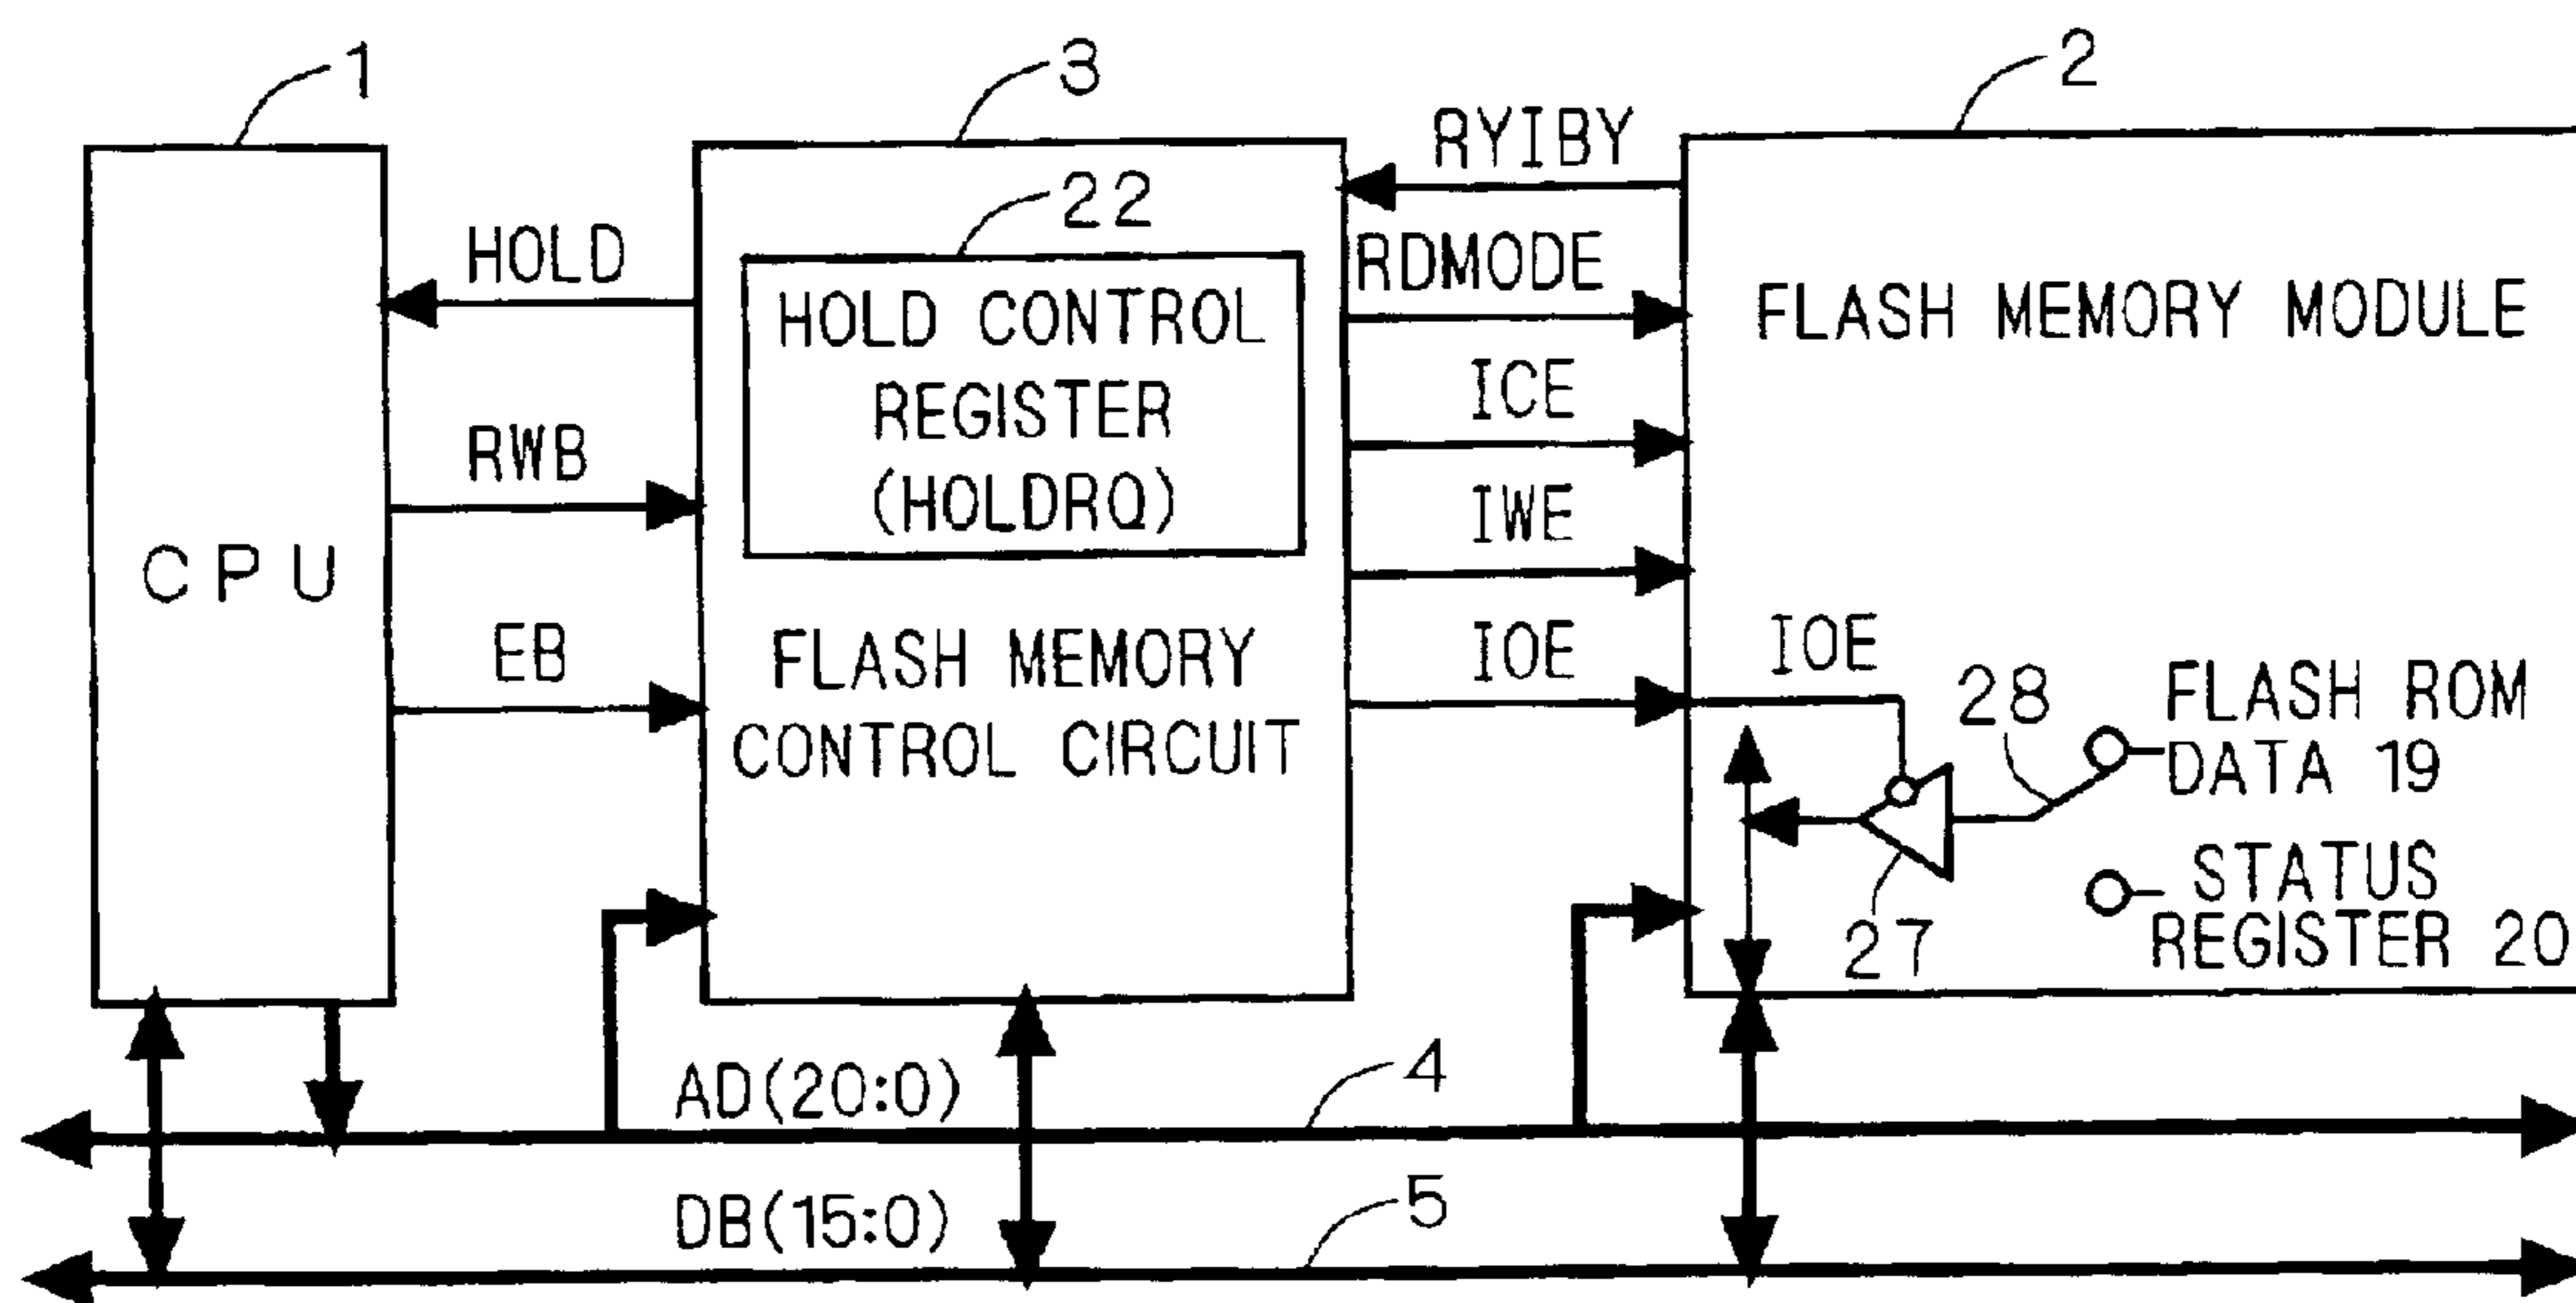 1
3
2
RYIBY
22
HOLD
RDMODE
HOLD CONTROL
REGISTER
(HOLDRQ)
FLASH MEMORY MODULE
ICE
RWB
IWE
CPU
EB
FLASH MEMORY
CONTROL CIRCUIT
IOE
IOE
28
FLASH ROM
DATA 19
STATUS
REGISTER 20
27
AD(20:0)
4
DB(15:0)
5